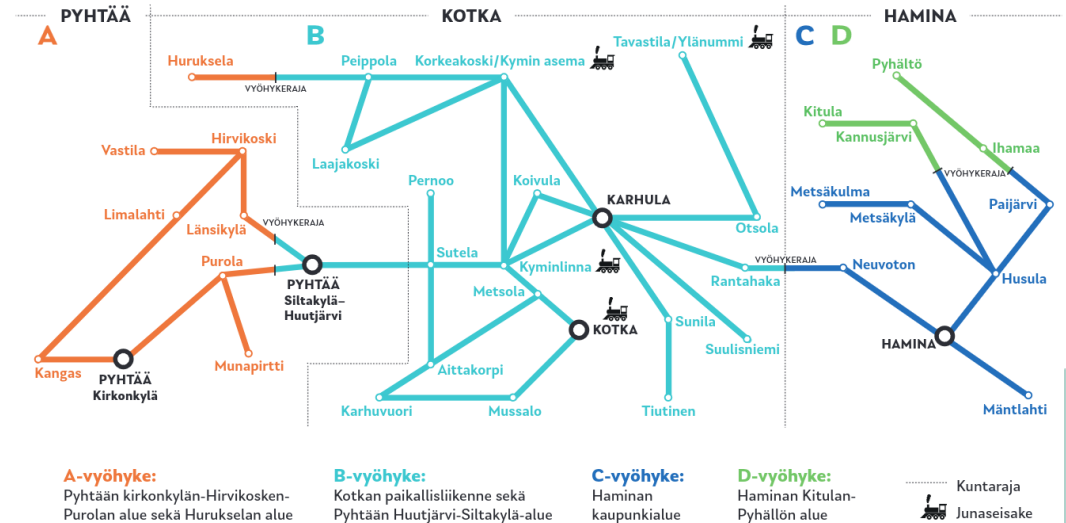 PYHTÄÄ
KOTKA
HAMINA
A
B
C
D
Huruksela
VYÖHYKERAJA
Peippola
Korkeakoski/Kymin asema
Tavastila/Ylänummi
Pyhältö
Kitula
Kannusjärvi
Ihamaa
VYÖHYKERAJA
Vastila
Hirvikoski
Laajakoski
Limalahti
Länsikylä
VYÖHYKERAJA
Pernoo
Koivula
KARHULA
Otsola
Metsäkulma
Metsäkylä
Paijärvi
Purola
PYHTÄÄ
Siltakylä–
Huutjärvi
Sutela
Kyminlinna
Metsola
VYÖHYKERAJA
Rantahaka
Neuvoton
Husula
KOTKA
Sunila
Suulisniemi
HAMINA
Kangas
PYHTÄÄ
Kirkonkylä
Munapirtti
Aittakorpi
Karhuvuori
Mussalo
Tiutinen
Mäntlahti
A-vyöhyke:
Pyhtään kirkonkylän-Hirvikosken-
Purolan alue sekä Hurukselan alue
B-vyöhyke:
Kotkan paikallisliikenne sekä
Pyhtään Huutjärvi-Siltakylä-alue
C-vyöhyke:
Haminan
kaupunkialue
D-vyöhyke:
Haminan Kitulan-
Pyhällön alue
Kuntaraja
Junaseisake